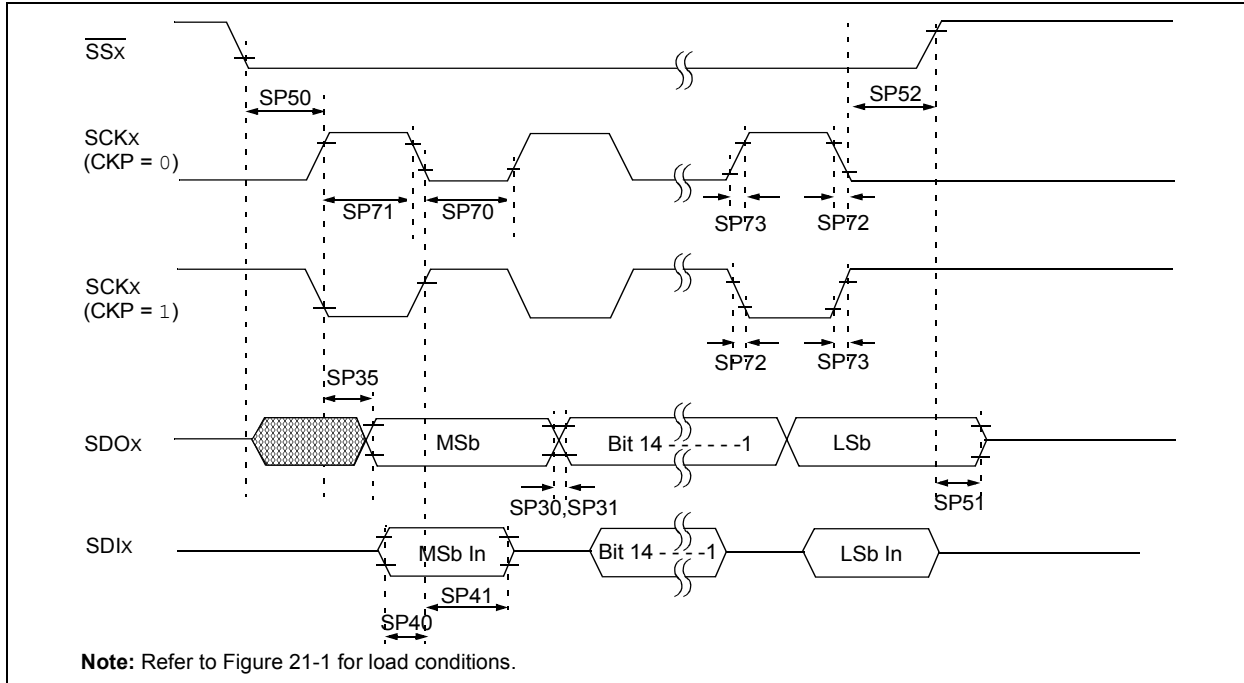 SSx
SP50
SP52
SCKx
(CKP = 0)
SP71
SP70
SP73
SP72
SCKx
(CKP = 1)
SP72
SP73
SP35
SDOx
MSb
Bit 14 - - - - - -1
LSb
SP30,SP31
SP51
SDIx
MSb In
Bit 14 - - - -1
LSb In
SP41
SP40
Note: Refer to Figure 21-1 for load conditions.